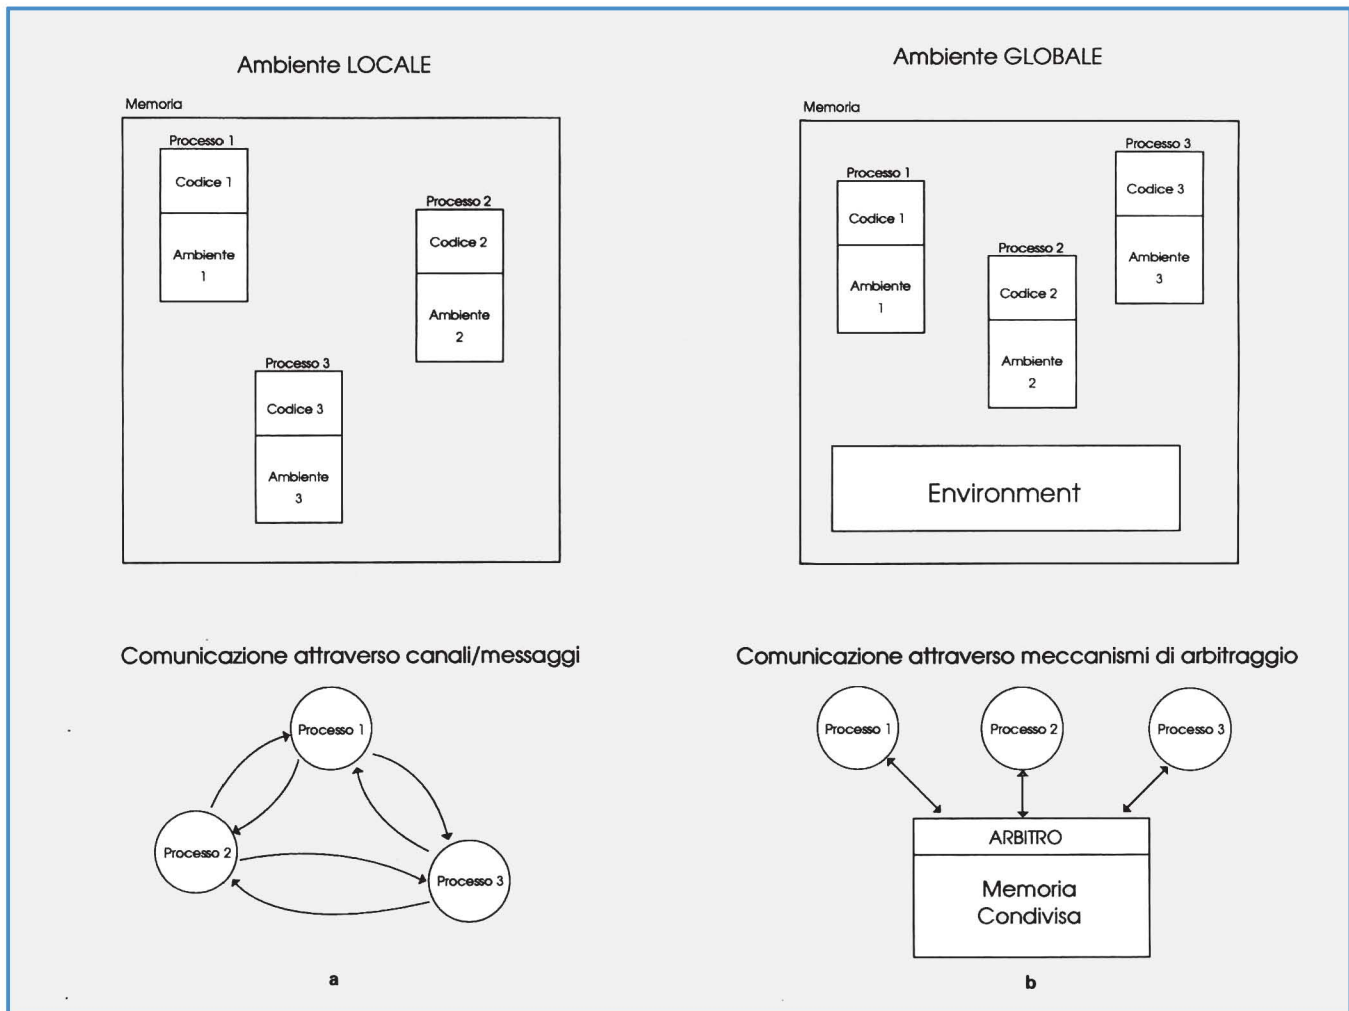 Ambiente LOCALE
Memoria
Processo 1
Codice 1
Ambiente
1
Processo 2
Codice 2
Ambiente
2
Processo 3
Codice 3
Ambiente
3
Comunicazione attraverso canali/messaggi
Processo 1
Processo 2
Processo 3
a
Ambiente GLOBALE
Memoria
Processo 1
Codice 1
Ambiente
1
Processo 2
Codice 2
Ambiente
2
Processo 3
Codice 3
Ambiente
3
Environment
Comunicazione attraverso meccanismi di arbitraggio
Processo 1
Processo 2
Processo 3
ARBITRO
Memoria
Condivisa
b